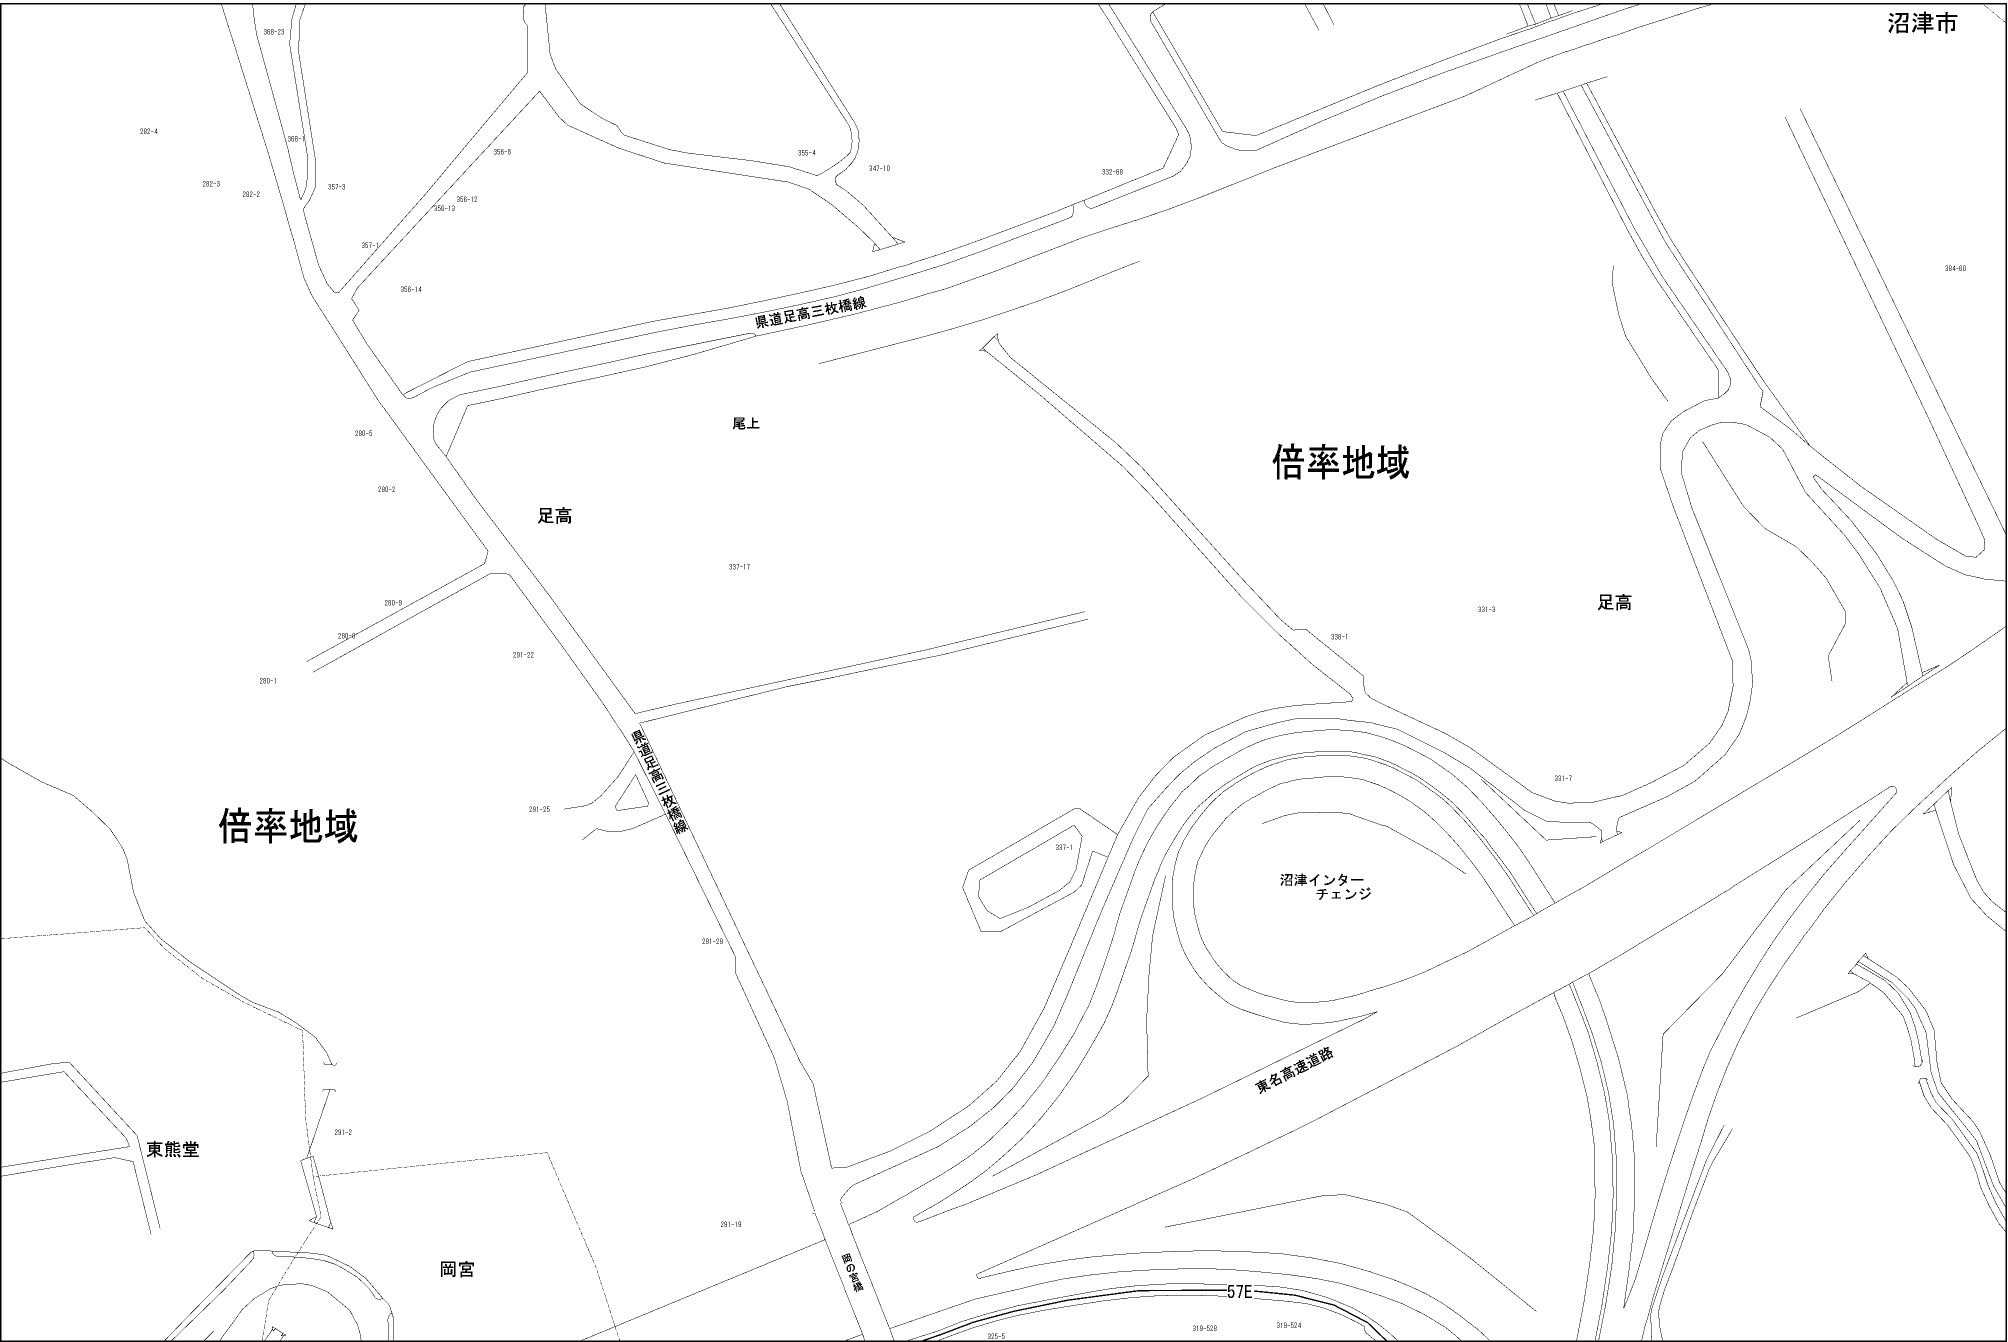 沼津市
368-23
282-4
368-7
356-8
355-4
347-10
332-68
282-3
282-2
357-3
356-12
356-13
357-1
384-60
356-14
県道足高三枚橋線
尾上
280-5
倍率地域
280-2
足高
337-17
280-9
足高
331-3
338-1
280-6
291-22
280-1
県道足高三枚橋線
331-7
291-25
倍率地域
337-1
沼津インター
チェンジ
291-29
東名高速道路
291-2
東熊堂
291-19
岡の宮橋
岡宮
57E
319-528
319-524
325-5